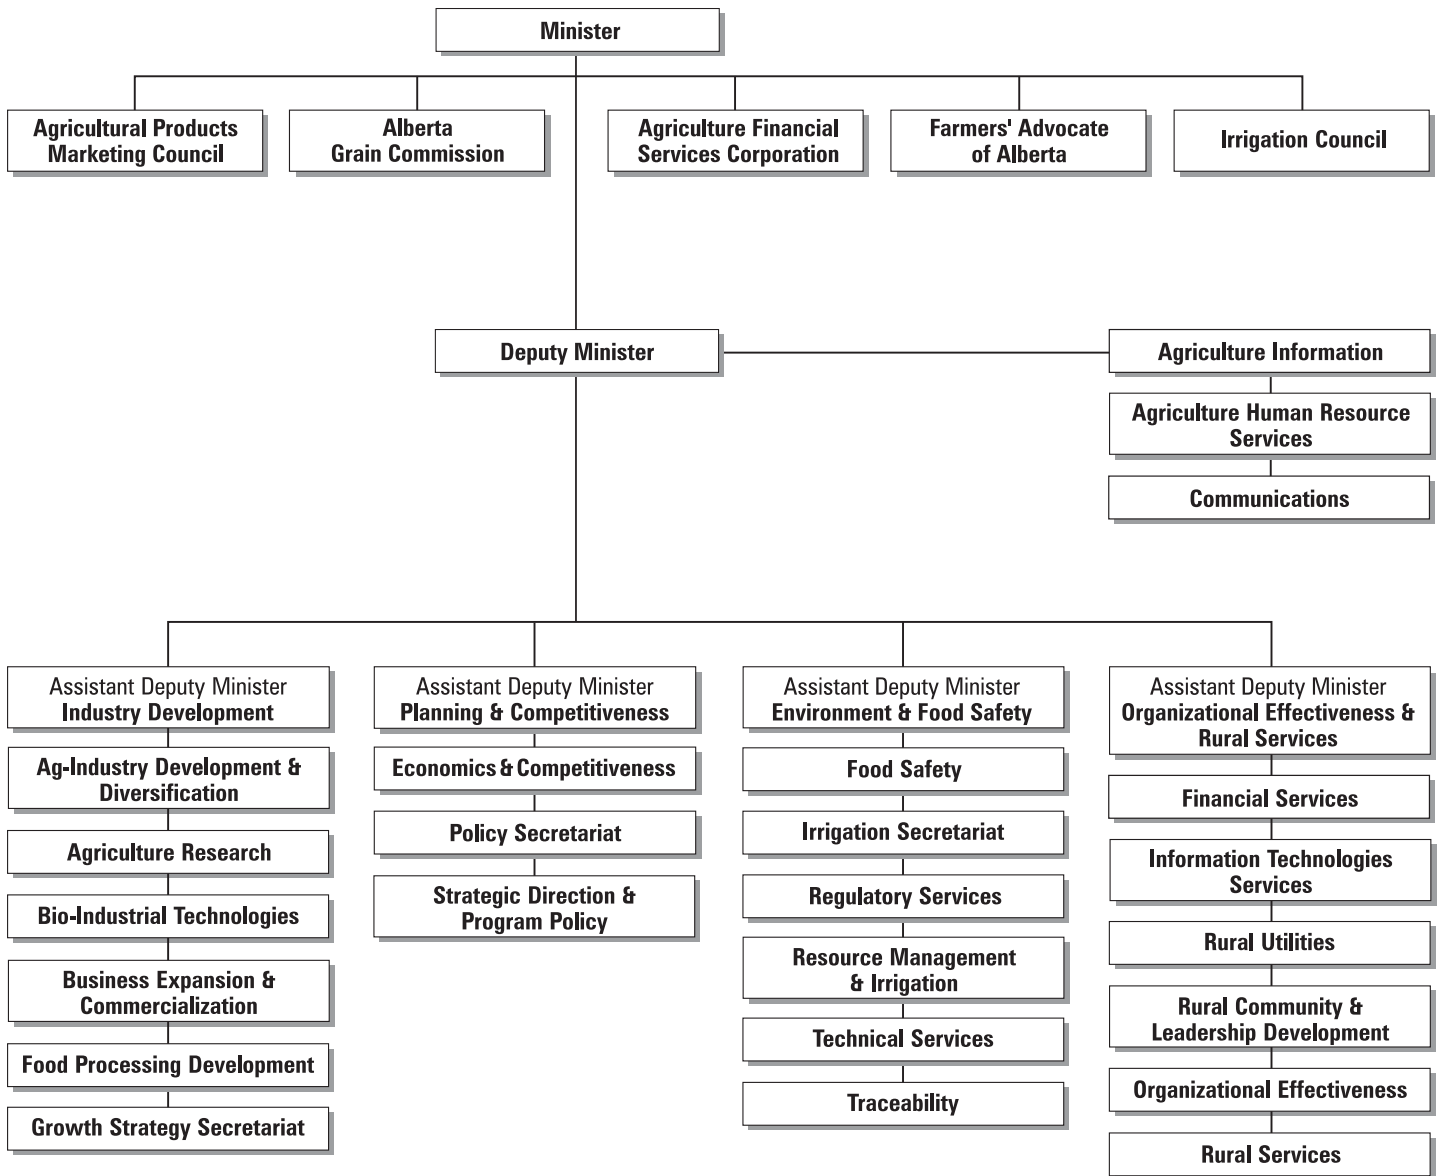 Minister
Agricultural Products
Marketing Council
Alberta
Grain Commission
Agriculture Financial
Services Corporation
Farmers' Advocate
of Alberta
Irrigation Council
Deputy Minister
Agriculture Information
Agriculture Human Resource
Services
Communications
Assistant Deputy Minister
Industry Development
Ag-Industry Development &
Diversification
Agriculture Research
Bio-Industrial Technologies
Business Expansion &
Commercialization
Food Processing Development
Growth Strategy Secretariat
Assistant Deputy Minister
Planning & Competitiveness
Economics & Competitiveness
Policy Secretariat
Strategic Direction &
Program Policy
Assistant Deputy Minister
Environment & Food Safety
Food Safety
Irrigation Secretariat
Regulatory Services
Resource Management
& Irrigation
Technical Services
Traceability
Assistant Deputy Minister
Organizational Effectiveness &
Rural Services
Financial Services
Information Technologies
Services
Rural Utilities
Rural Community &
Leadership Development
Organizational Effectiveness
Rural Services